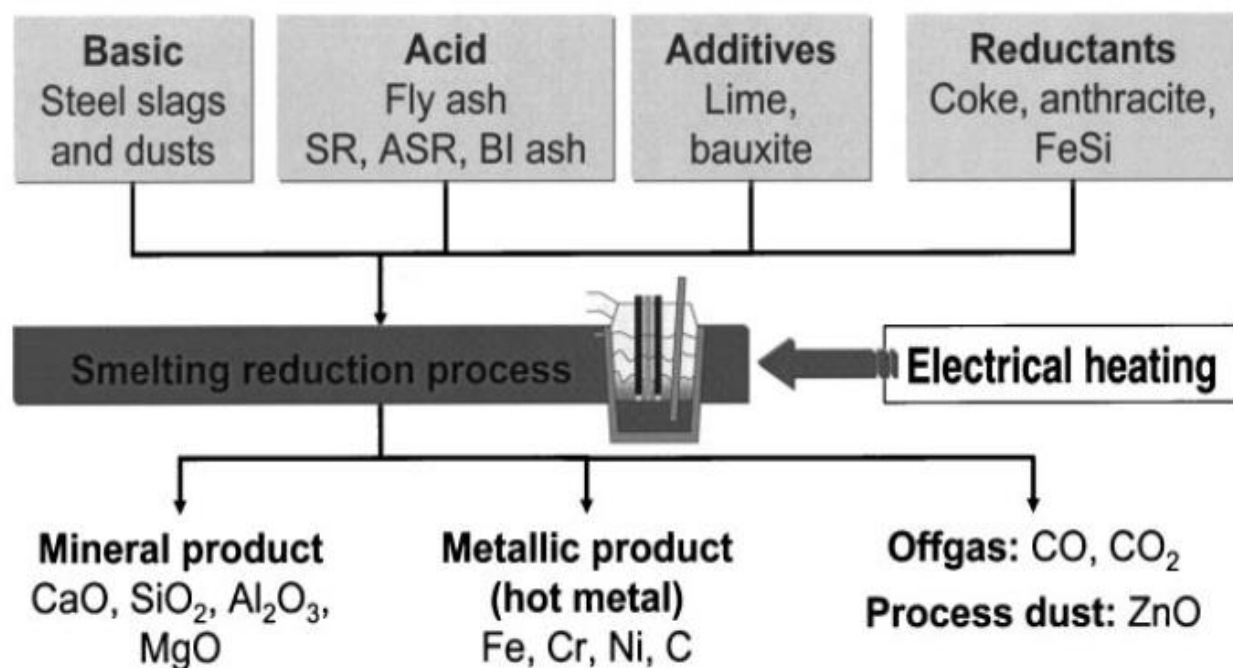 Basic
Steel slags
and dusts
Acid
Fly ash
SR, ASR, BI ash
Additives
Lime,
bauxite
Reductants
Coke, anthracite,
FeSi
Smelting reduction process
Electrical heating
Mineral product
CaO, SiO₂, Al₂O₃,
MgO
Metallic product
(hot metal)
Fe, Cr, Ni, C
Offgas: CO, CO₂
Process dust: ZnO